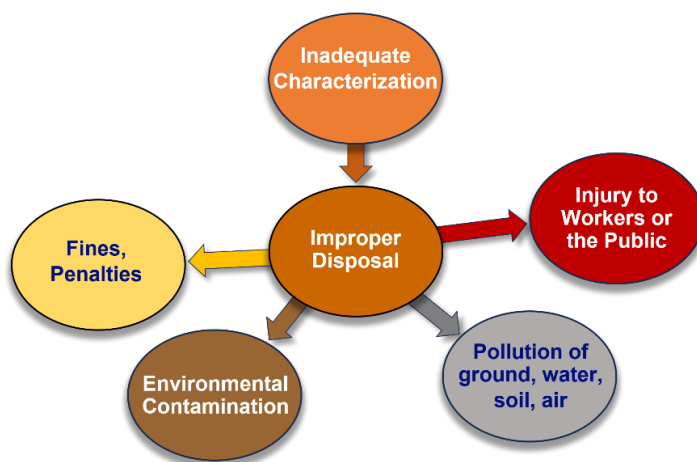 Inadequate
Characterization
Improper
Disposal
Injury to
Workers or
the Public
Fines,
Penalties
Environmental
Contamination
Pollution of
ground, water,
soil, air